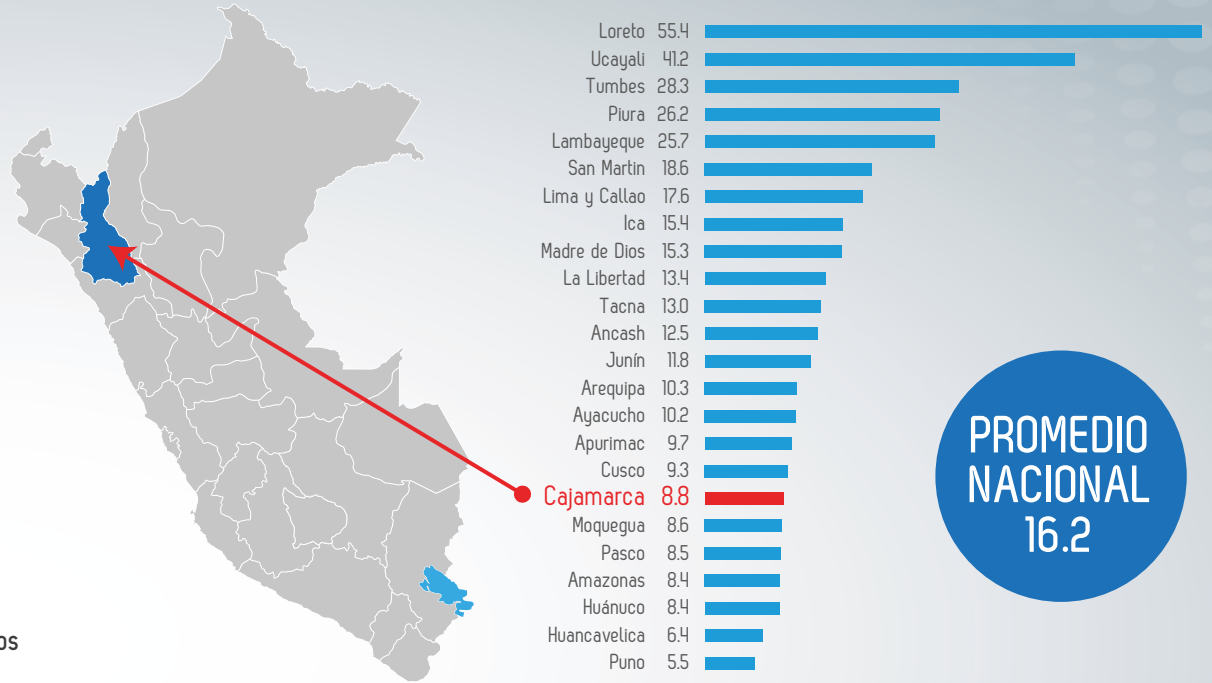 Loreto 55.4
Ucayali 41.2
Tumbes 28.3
Piura 26.2
Lambayeque 25.7
San Martin 18.6
Lima y Callao 17.6
Ica 15.4
Madre de Dios 15.3
La Libertad 13.4
Tacna 13.0
Ancash 12.5
Junín 11.8
Arequipa 10.3
Ayacucho 10.2
Apurimac 9.7
Cusco 9.3
Cajamarca 8.8
Moquegua 8.6
Pasco 8.5
Amazonas 8.4
Huánuco 8.4
Huancavelica 6.4
Puno 5.5
PROMEDIO
NACIONAL
16.2